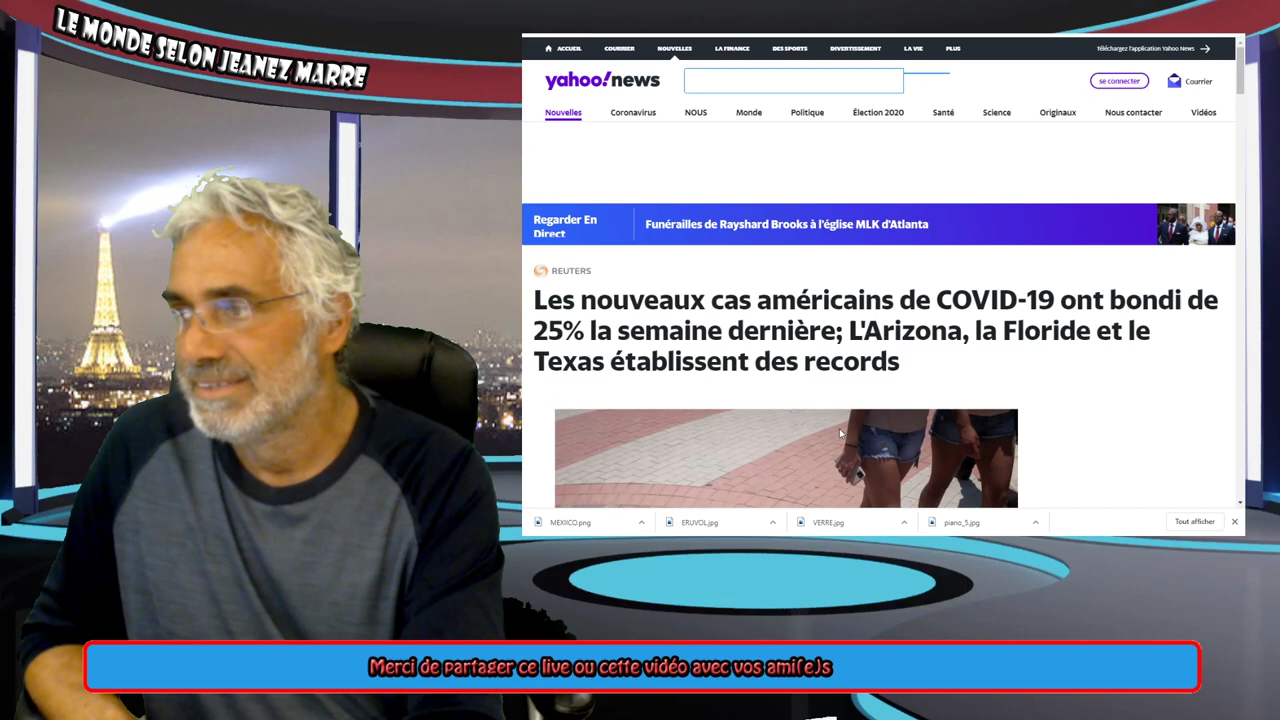 LE MONDE SELON JEANEZ MARRE
ACCUEIL COURRIER NOUVELLES LA FINANCE DES SPORTS DIVERTISSEMENT LA VIE PLUS Téléchargez l'application Yahoo News
yahoo!news se connecter Courrier
Nouvelles Coronavirus NOUS Monde Politique Élection 2020 Santé Science Originaux Nous contacter Vidéos
Regarder En
Direct
Funérailles de Rayshard Brooks à l'église MLK d'Atlanta
REUTERS
Les nouveaux cas américains de COVID-19 ont bondi de
25% la semaine dernière; L'Arizona, la Floride et le
Texas établissent des records
MEXIICO.png ERUVOL.jpg VERRE.jpg piano_5.jpg Tout afficher
Merci de partager ce live ou cette vidéo avec vos ami(e)s